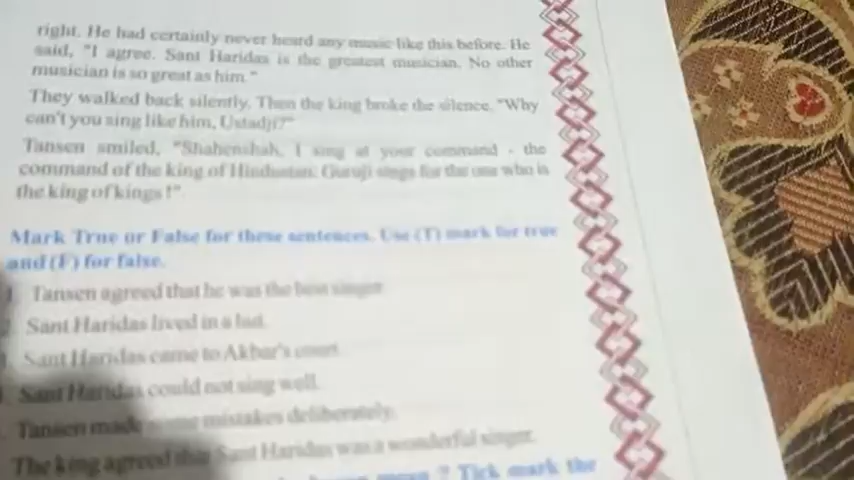 right. He had certainly never heard any music like this before. He
said, "I agree. Sant Haridas is the greatest musician. No other
musician is so great as him."
They walked back silently. Then the king broke the silence. "Why
can't you sing like him, Ustadji?"
Tansen smiled, "Shahenshah, I sing at your command - the
command of the king of Hindustan. Guruji sings for the one who is
the king of kings !".
Mark True or False for these sentences. Use (T) mark for true
and (F) for false.
1. Tansen agreed that he was the best singer
2. Sant Haridas lived in a hut.
Sant Haridas came to Akbar's court.
Sant Haridas could not sing well.
Tansen made some mistakes deliberately.
The king agreed that Sant Haridas was a wonderful singer.
mean ? Tick mark the